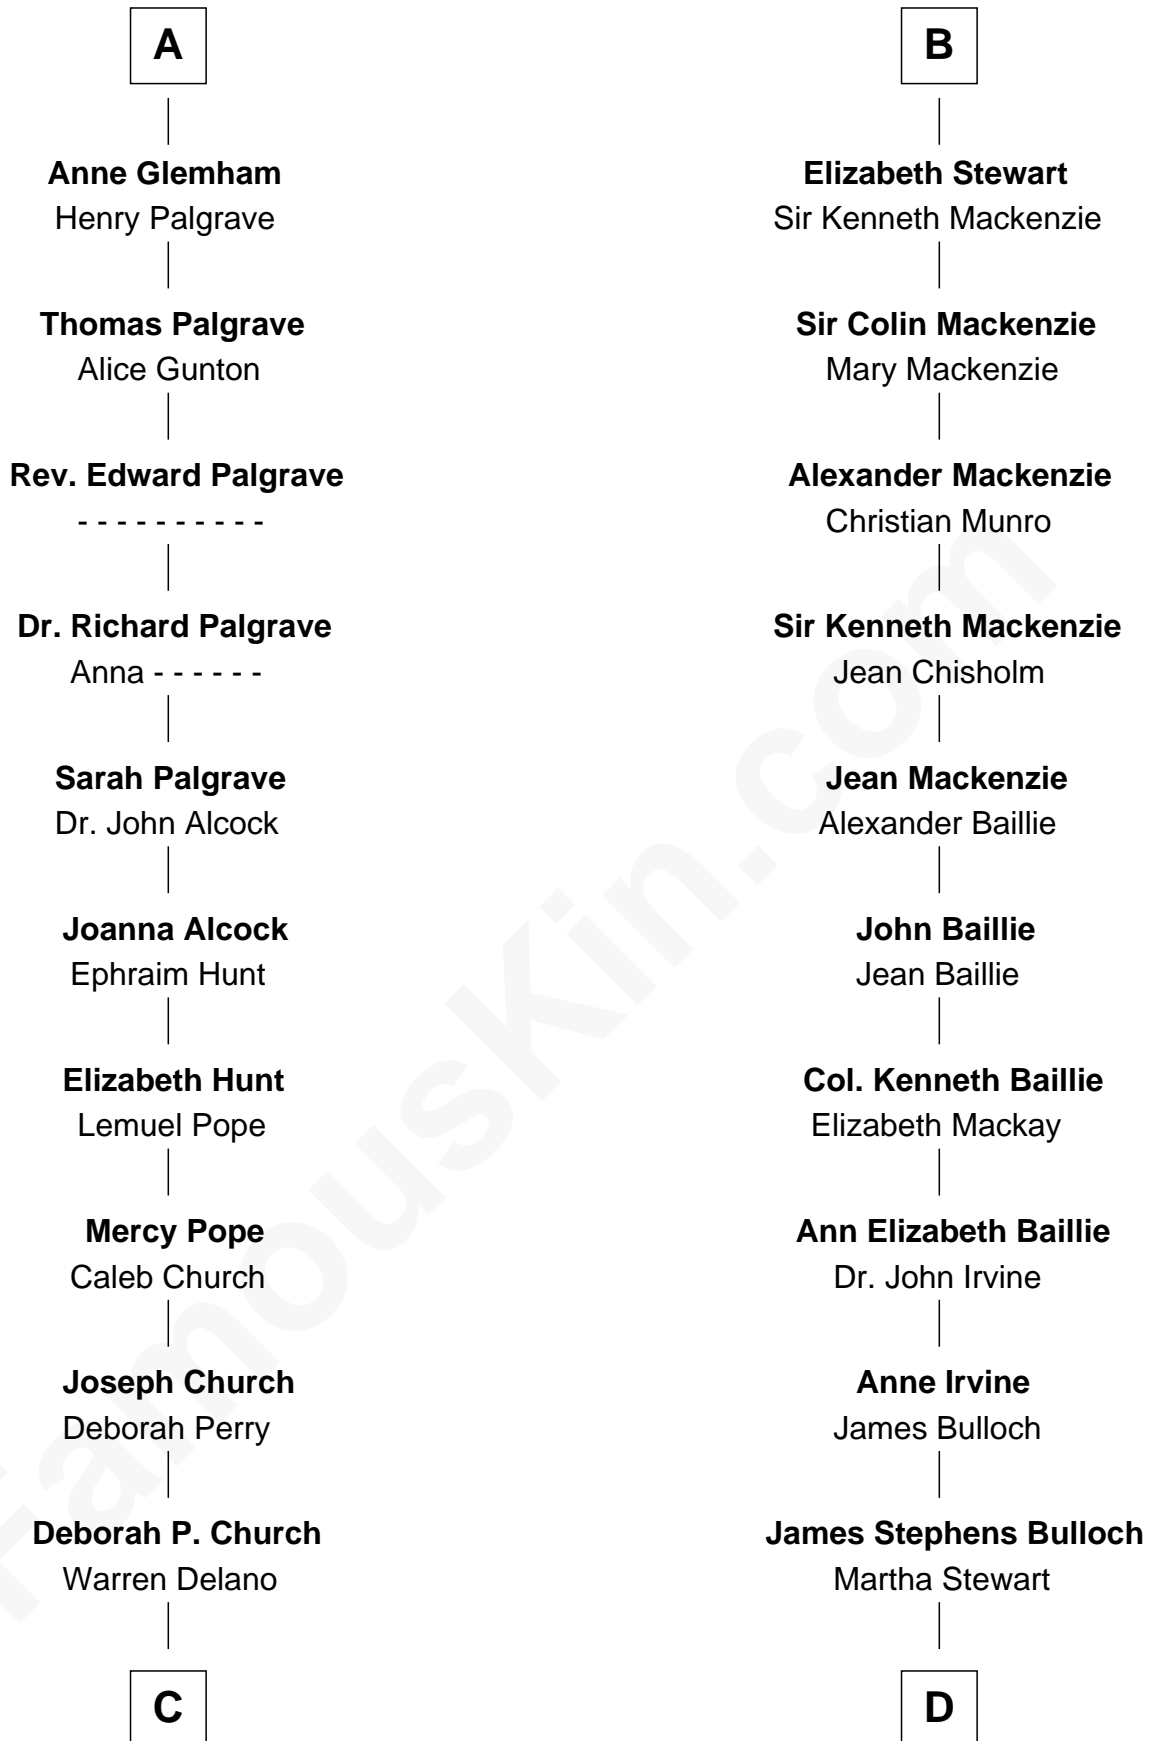 A
Anne Glemham
Henry Palgrave
Thomas Palgrave
Alice Gunton
Rev. Edward Palgrave
- - - - - - - - - -
Dr. Richard Palgrave
Anna - - - - - -
Sarah Palgrave
Dr. John Alcock
Joanna Alcock
Ephraim Hunt
Elizabeth Hunt
Lemuel Pope
Mercy Pope
Caleb Church
Joseph Church
Deborah Perry
Deborah P. Church
Warren Delano
C
B
Elizabeth Stewart
Sir Kenneth Mackenzie
Sir Colin Mackenzie
Mary Mackenzie
Alexander Mackenzie
Christian Munro
Sir Kenneth Mackenzie
Jean Chisholm
Jean Mackenzie
Alexander Baillie
John Baillie
Jean Baillie
Col. Kenneth Baillie
Elizabeth Mackay
Ann Elizabeth Baillie
Dr. John Irvine
Anne Irvine
James Bulloch
James Stephens Bulloch
Martha Stewart
D
FamousKin.com